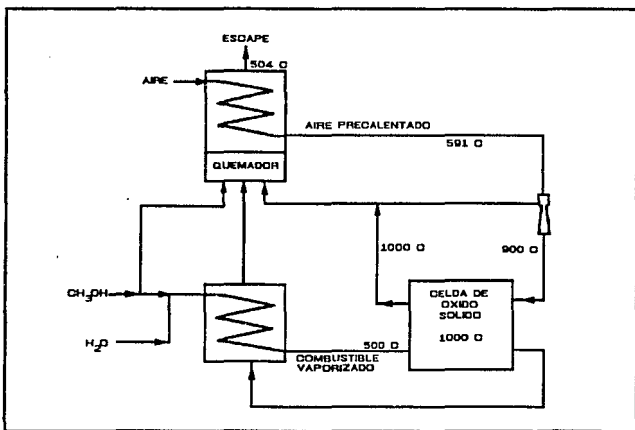 ESCAPE
504 C
AIRE
AIRE PRECALENTADO
591 C
QUEMADOR
1000 C
900 C
CH₃OH
H₂O
500 C
COMBUSTIBLE
VAPORIZADO
CELDA DE
OXIDO
SOLIDO
1000 C